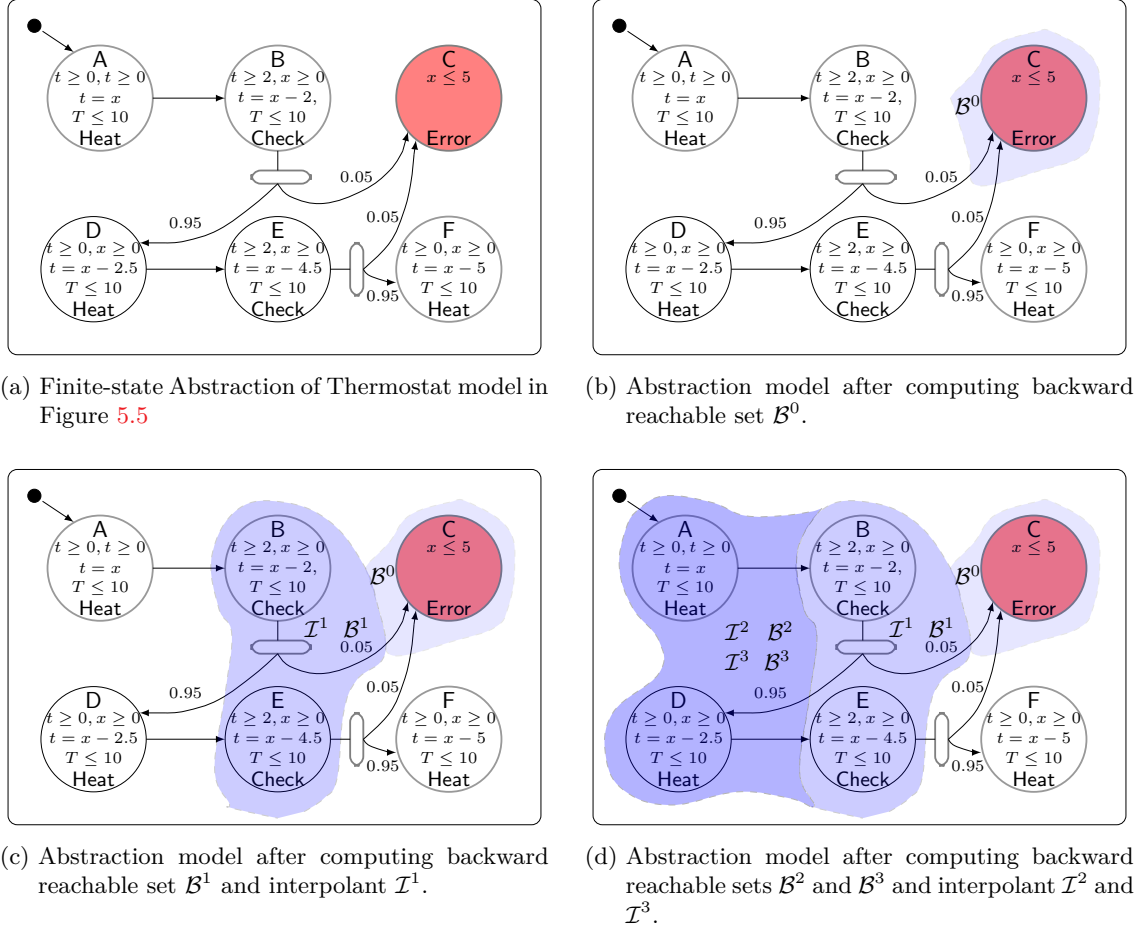 A
t ≥ 0, t ≥ 0
t = x
T ≤ 10
Heat
B
t ≥ 2, x ≥ 0
t = x − 2,
T ≤ 10
Check
C
x ≤ 5
Error
0.05
0.95
0.05
D
t ≥ 0, x ≥ 0
t = x − 2.5
T ≤ 10
Heat
E
t ≥ 2, x ≥ 0
t = x − 4.5
T ≤ 10
Check
F
t ≥ 0, x ≥ 0
t = x − 5
T ≤ 10
Heat
0.95
(a) Finite-state Abstraction of Thermostat model in
Figure 5.5
A
t ≥ 0, t ≥ 0
t = x
T ≤ 10
Heat
B
t ≥ 2, x ≥ 0
t = x − 2,
T ≤ 10
Check
C
x ≤ 5
Error
B⁰
0.05
0.95
0.05
D
t ≥ 0, x ≥ 0
t = x − 2.5
T ≤ 10
Heat
E
t ≥ 2, x ≥ 0
t = x − 4.5
T ≤ 10
Check
F
t ≥ 0, x ≥ 0
t = x − 5
T ≤ 10
Heat
0.95
(b) Abstraction model after computing backward
reachable set B⁰.
A
t ≥ 0, t ≥ 0
t = x
T ≤ 10
Heat
B
t ≥ 2, x ≥ 0
t = x − 2,
T ≤ 10
Check
C
x ≤ 5
Error
B⁰
I¹ B¹
0.05
0.95
0.05
D
t ≥ 0, x ≥ 0
t = x − 2.5
T ≤ 10
Heat
E
t ≥ 2, x ≥ 0
t = x − 4.5
T ≤ 10
Check
F
t ≥ 0, x ≥ 0
t = x − 5
T ≤ 10
Heat
0.95
(c) Abstraction model after computing backward
reachable set B¹ and interpolant I¹.
A
t ≥ 0, t ≥ 0
t = x
T ≤ 10
Heat
B
t ≥ 2, x ≥ 0
t = x − 2,
T ≤ 10
Check
C
x ≤ 5
Error
B⁰
I² B²
I³ B³
I¹ B¹
0.05
0.95
0.05
D
t ≥ 0, x ≥ 0
t = x − 2.5
T ≤ 10
Heat
E
t ≥ 2, x ≥ 0
t = x − 4.5
T ≤ 10
Check
F
t ≥ 0, x ≥ 0
t = x − 5
T ≤ 10
Heat
0.95
(d) Abstraction model after computing backward
reachable sets B² and B³ and interpolant I² and
I³.